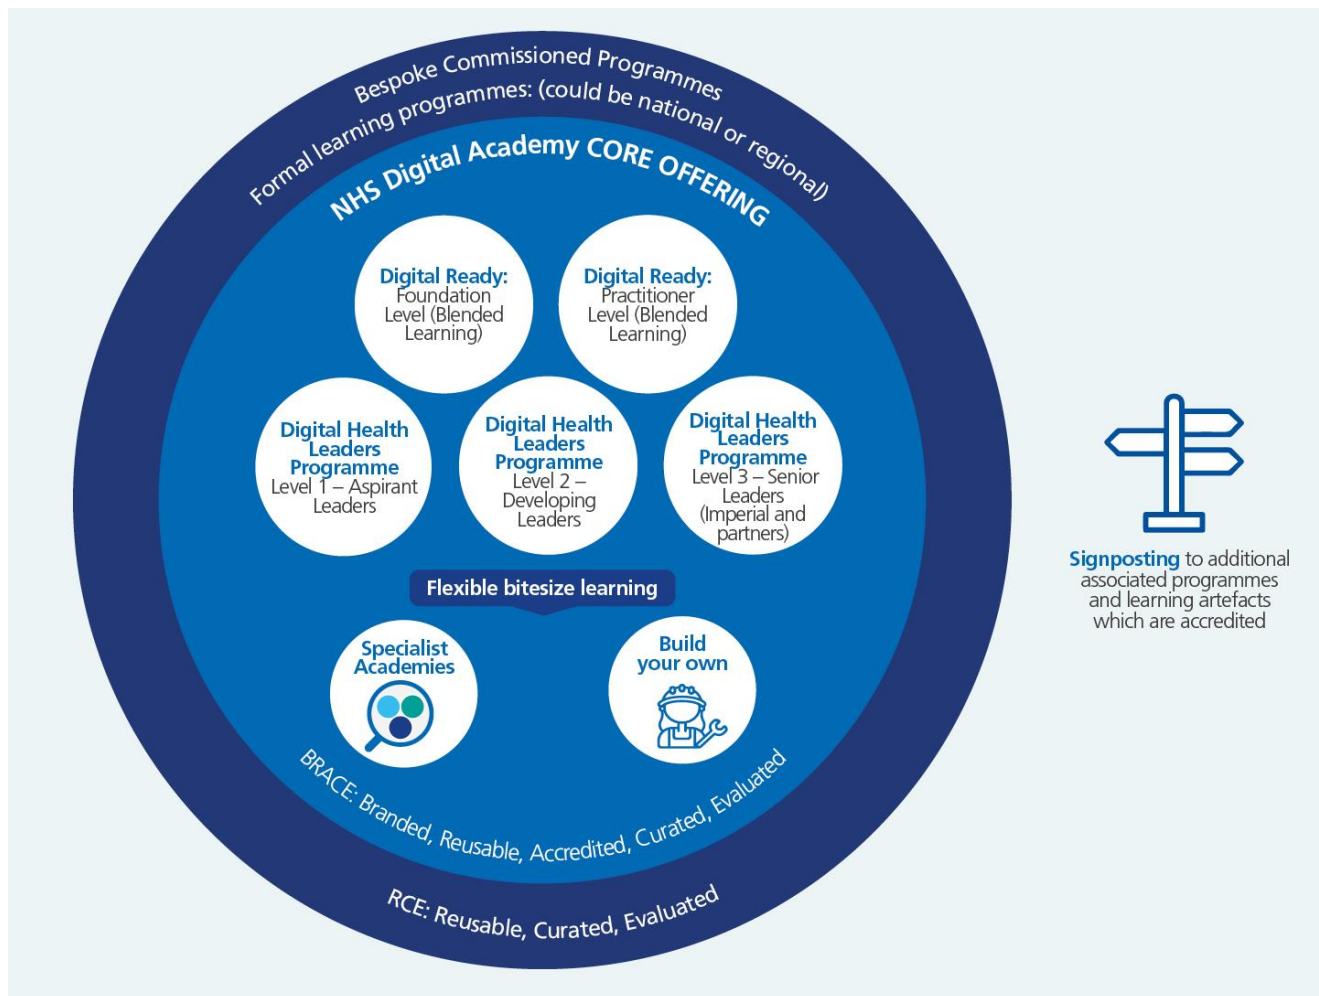 Bespoke Commissioned Programmes
Formal learning programmes: (could be national or regional)
NHS Digital Academy CORE OFFERING
Digital Ready:
Foundation
Level (Blended
Learning)
Digital Ready:
Practitioner
Level (Blended
Learning)
Digital Health
Leaders
Programme
Level 1 – Aspirant
Leaders
Digital Health
Leaders
Programme
Level 2 –
Developing
Leaders
Digital Health
Leaders
Programme
Level 3 – Senior
Leaders
(Imperial and
partners)
Flexible bitesize learning
Specialist
Academies
Build
your own
BRACE: Branded, Reusable, Accredited, Curated, Evaluated
RCE: Reusable, Curated, Evaluated
Signposting to additional
associated programmes
and learning artefacts
which are accredited